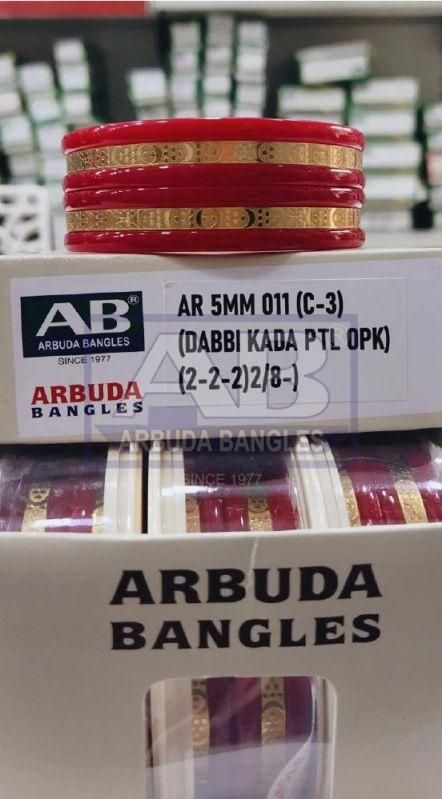 AB®
ARBUDA BANGLES
SINCE 1977
ARBUDA
BANGLES
AR 5MM 011 (C-3)
(DABBI KADA PTL OPK)
(2-2-2)2/8-)
AB®
ARBUDA BANGLES
SINCE 1977
ARBUDA
BANGLES